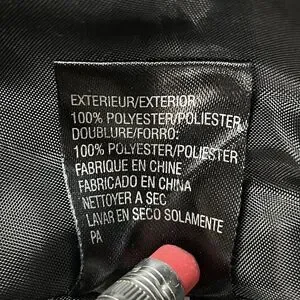 EXTERIEUR/EXTERIOR
100% POLYESTER/POLIESTER
DOUBLURE/FORRO:
100% POLYESTER/POLIESTER
FABRIQUE EN CHINE
FABRICADO EN CHINA
NETTOYER A SEC
LAVAR EN SECO SOLAMENTE
PA